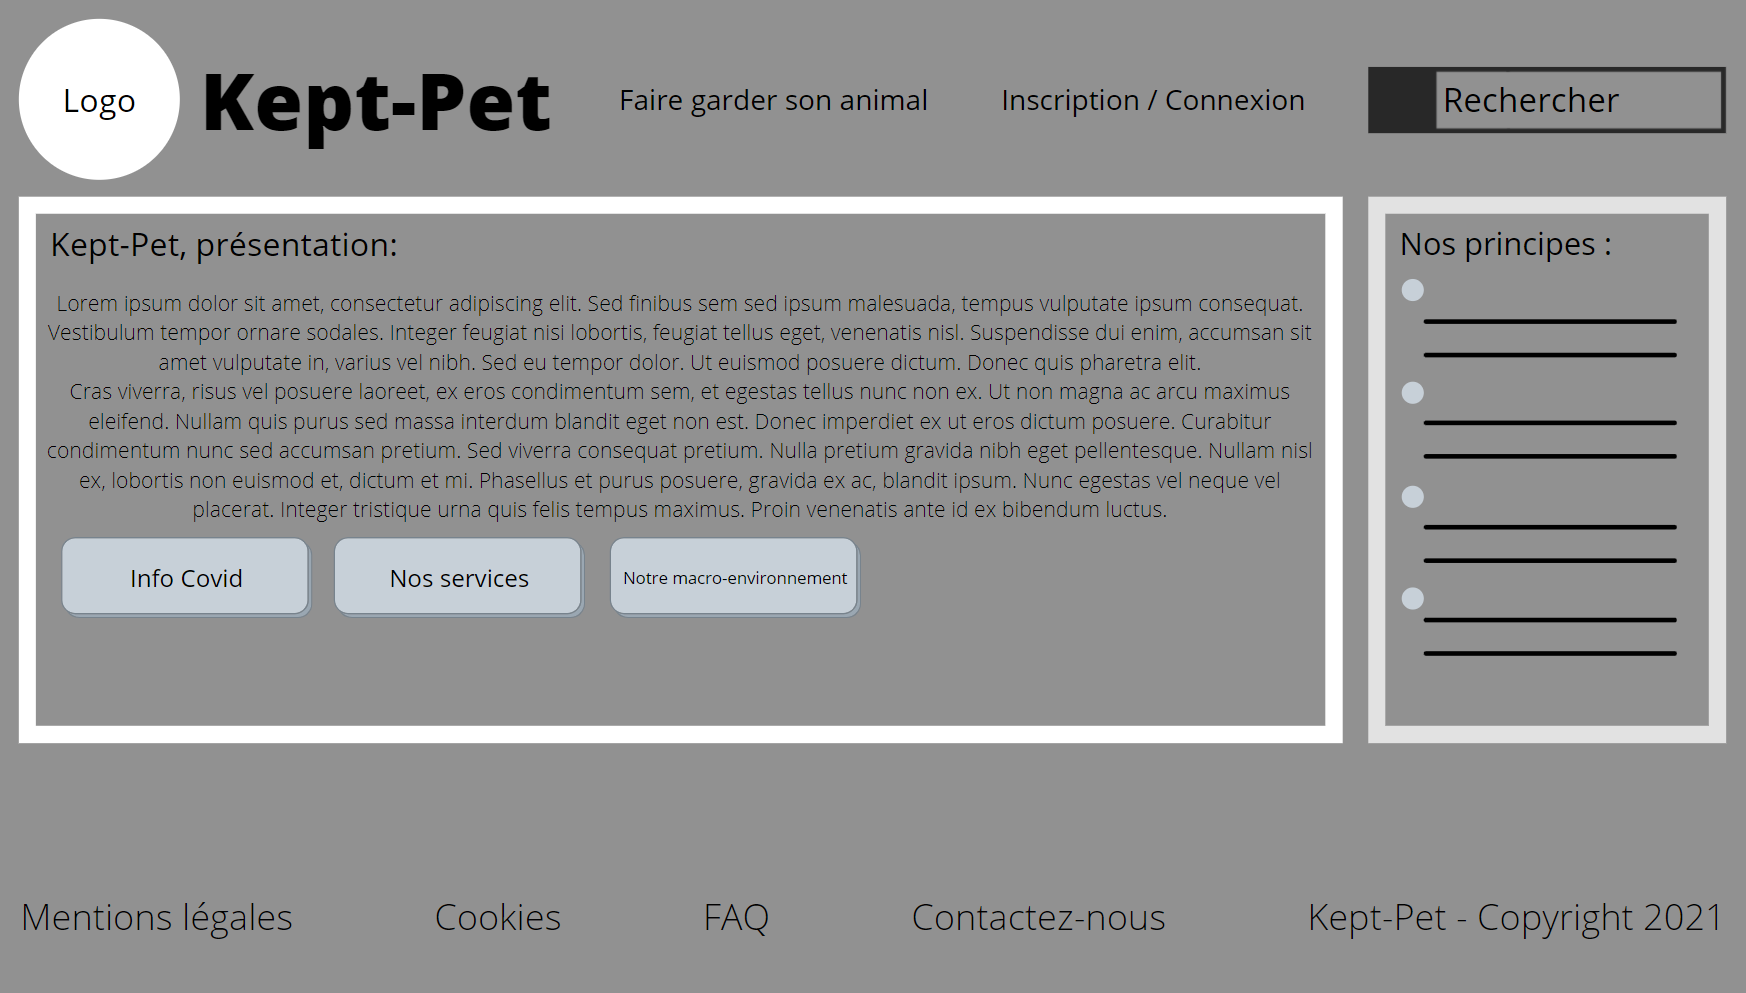 Logo
Kept-Pet
Faire garder son animal
Inscription / Connexion
Rechercher
Kept-Pet, présentation:
Lorem ipsum dolor sit amet, consectetur adipiscing elit. Sed finibus sem sed ipsum malesuada, tempus vulputate ipsum consequat.
Vestibulum tempor ornare sodales. Integer feugiat nisi lobortis, feugiat tellus eget, venenatis nisl. Suspendisse dui enim, accumsan sit
amet vulputate in, varius vel nibh. Sed eu tempor dolor. Ut euismod posuere dictum. Donec quis pharetra elit.
Cras viverra, risus vel posuere laoreet, ex eros condimentum sem, et egestas tellus nunc non ex. Ut non magna ac arcu maximus
eleifend. Nullam quis purus sed massa interdum blandit eget non est. Donec imperdiet ex ut eros dictum posuere. Curabitur
condimentum nunc sed accumsan pretium. Sed viverra consequat pretium. Nulla pretium gravida nibh eget pellentesque. Nullam nisl
ex, lobortis non euismod et, dictum et mi. Phasellus et purus posuere, gravida ex ac, blandit ipsum. Nunc egestas vel neque vel
placerat. Integer tristique urna quis felis tempus maximus. Proin venenatis ante id ex bibendum luctus.
Info Covid
Nos services
Notre macro-environnement
Nos principes :
Mentions légales
Cookies
FAQ
Contactez-nous
Kept-Pet - Copyright 2021